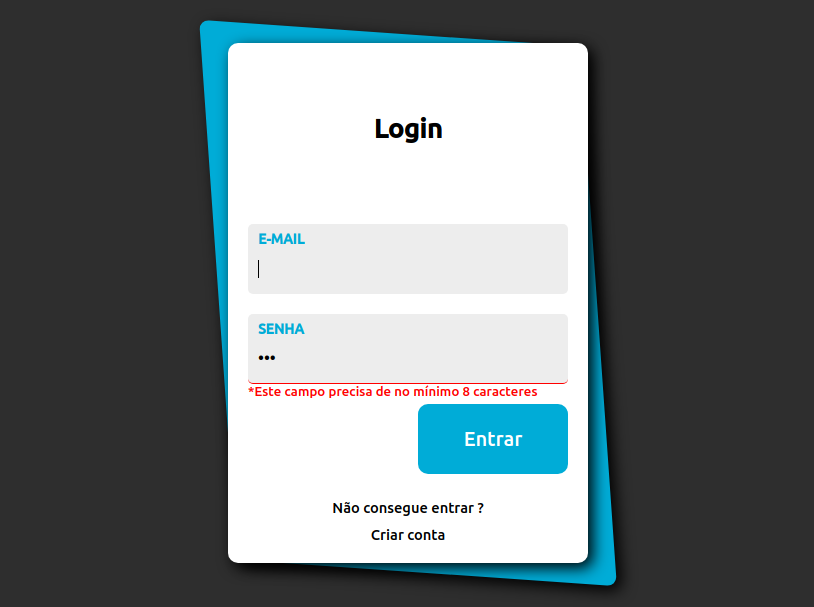 Login
E-MAIL
SENHA
•••
*Este campo precisa de no mínimo 8 caracteres
Entrar
Não consegue entrar ?
Criar conta